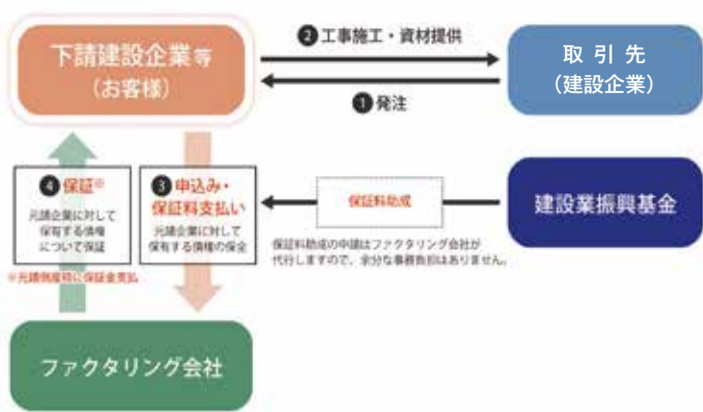 下請建設企業等
（お客様）
❷工事施工・資材提供
❶発注
取引先
（建設企業）
❹保証※
元請企業に対して
保有する債権
について保証
※元請倒産時に保証金支払
❸申込み・
保証料支払い
元請企業に対して
保有する債権の保全
保証料助成
保証料助成の申請はファクタリング会社が
代行しますので、余分な事務負担はありません。
建設業振興基金
ファクタリング会社